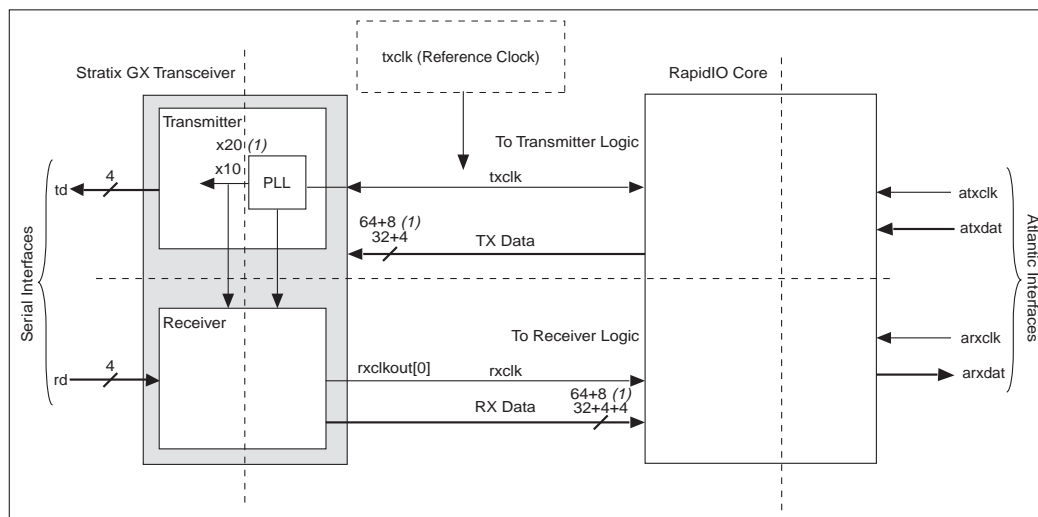 txclk (Reference Clock)
Stratix GX Transceiver
RapidIO Core
Transmitter
x20 (1)
x10
PLL
To Transmitter Logic
txclk
td
4
64+8 (1)
32+4
TX Data
atxclk
atxdat
Serial Interfaces
Atlantic Interfaces
Receiver
To Receiver Logic
rxclkout[0]
rxclk
rd
4
64+8 (1)
32+4+4
RX Data
arxclk
arxdat